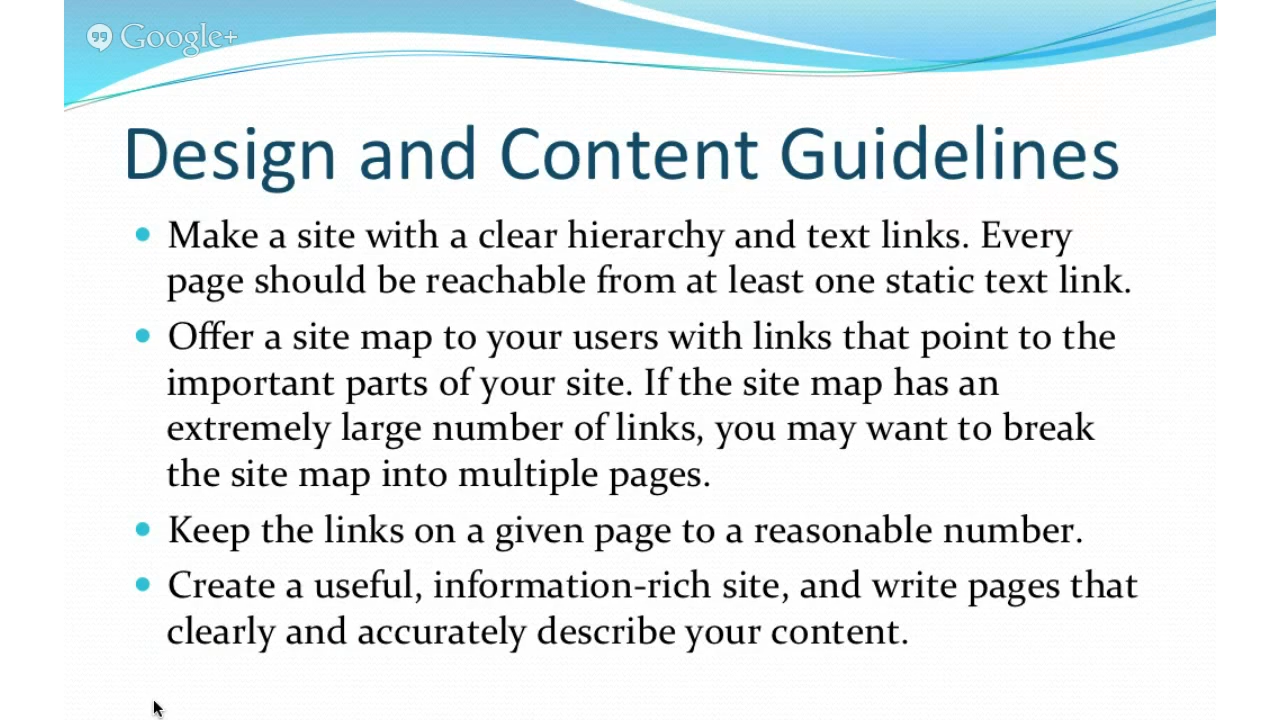 Google+
Design and Content Guidelines
• Make a site with a clear hierarchy and text links. Every
page should be reachable from at least one static text link.
• Offer a site map to your users with links that point to the
important parts of your site. If the site map has an
extremely large number of links, you may want to break
the site map into multiple pages.
• Keep the links on a given page to a reasonable number.
• Create a useful, information-rich site, and write pages that
clearly and accurately describe your content.